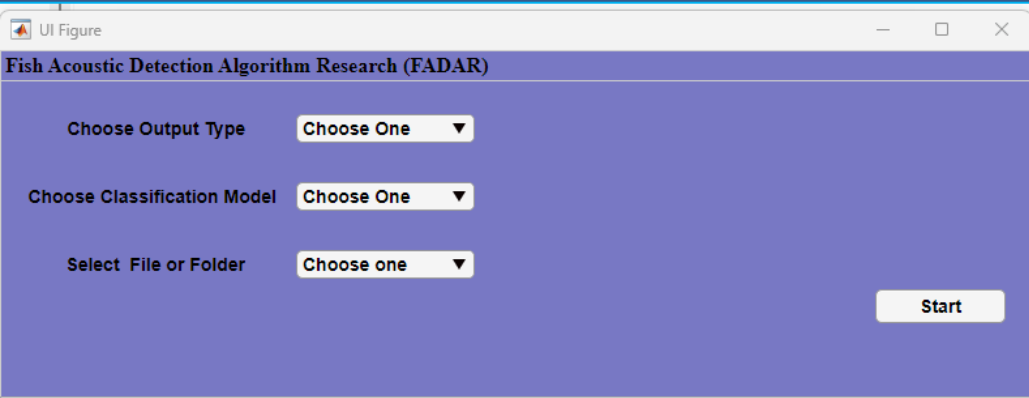 UI Figure
Fish Acoustic Detection Algorithm Research (FADAR)
Choose Output Type Choose One
Choose Classification Model Choose One
Select File or Folder Choose one
Start